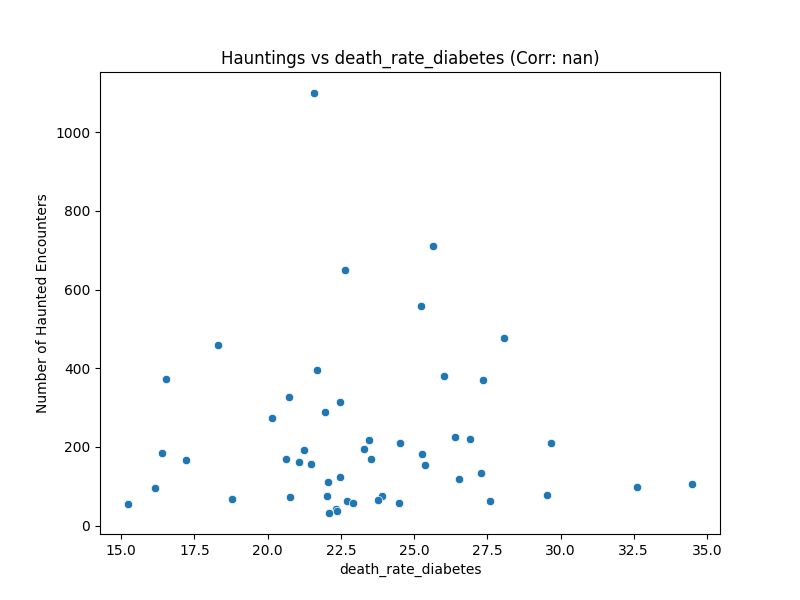 Hauntings vs death_rate_diabetes (Corr: nan)
Number of Haunted Encounters
1000
800
600
400
200
0
15.0 17.5 20.0 22.5 25.0 27.5 30.0 32.5 35.0
death_rate_diabetes